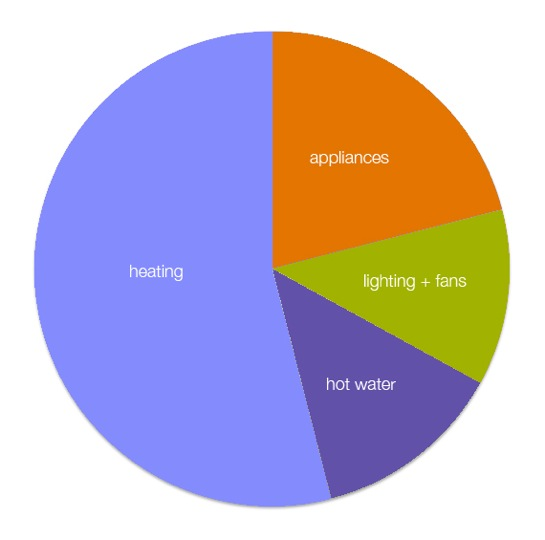 appliances
heating
lighting + fans
hot water